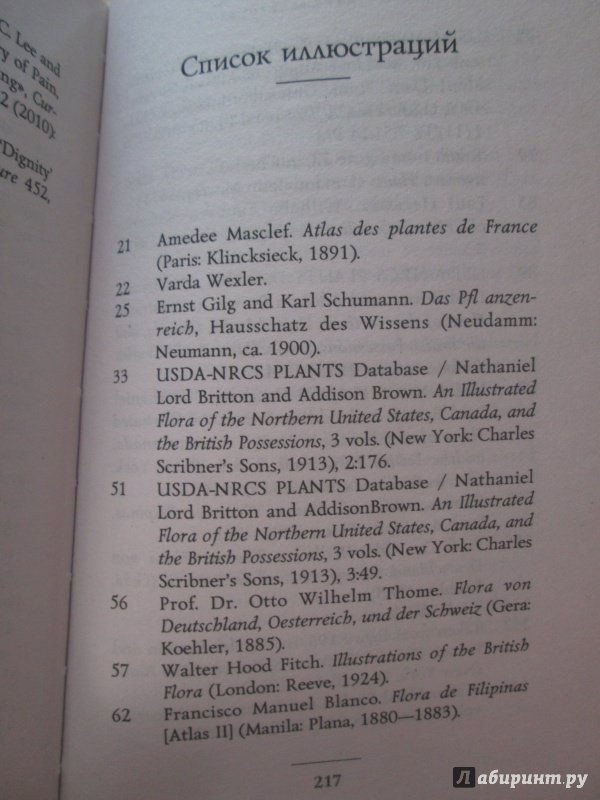 C. Lee and
ry of Pain,
ng», Cur-
2 (2010):
'Dignity'
ure 452,
Список иллюстраций
21 Amedee Masclef. Atlas des plantes de France
(Paris: Klincksieck, 1891).
22 Varda Wexler.
25 Ernst Gilg and Karl Schumann. Das Pfl anzen-
reich, Hausschatz des Wissens (Neudamm:
Neumann, ca. 1900).
33 USDA-NRCS PLANTS Database / Nathaniel
Lord Britton and Addison Brown. An Illustrated
Flora of the Northern United States, Canada, and
the British Possessions, 3 vols. (New York: Charles
Scribner's Sons, 1913), 2:176.
51 USDA-NRCS PLANTS Database / Nathaniel
Lord Britton and AddisonBrown. An Illustrated
Flora of the Northern United States, Canada, and
the British Possessions, 3 vols. (New York: Charles
Scribner's Sons, 1913), 3:49.
56 Prof. Dr. Otto Wilhelm Thome. Flora von
Deutschland, Oesterreich, und der Schweiz (Gera:
Koehler, 1885).
57 Walter Hood Fitch. Illustrations of the British
Flora (London: Reeve, 1924).
62 Francisco Manuel Blanco. Flora de Filipinas
[Atlas II] (Manila: Plana, 1880—1883).
217
Лабиринт.ру